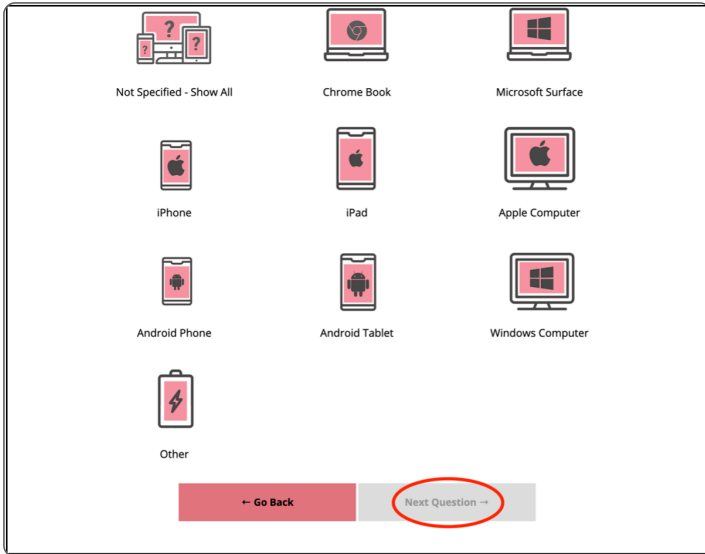 ? ? ?
Not Specified - Show All
Chrome Book
Microsoft Surface
iPhone
iPad
Apple Computer
Android Phone
Android Tablet
Windows Computer
Other
← Go Back
Next Question →